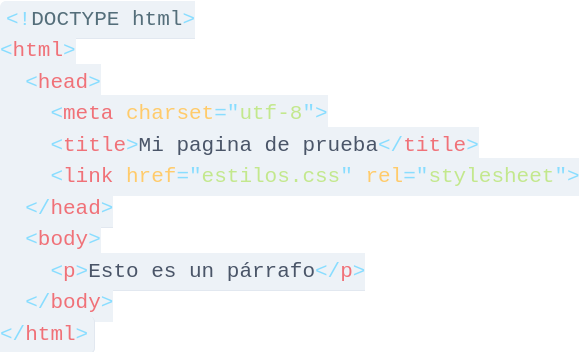 <!DOCTYPE html>
<html>
  <head>
    <meta charset="utf-8">
    <title>Mi pagina de prueba</title>
    <link href="estilos.css" rel="stylesheet">
  </head>
  <body>
    <p>Esto es un párrafo</p>
  </body>
</html>